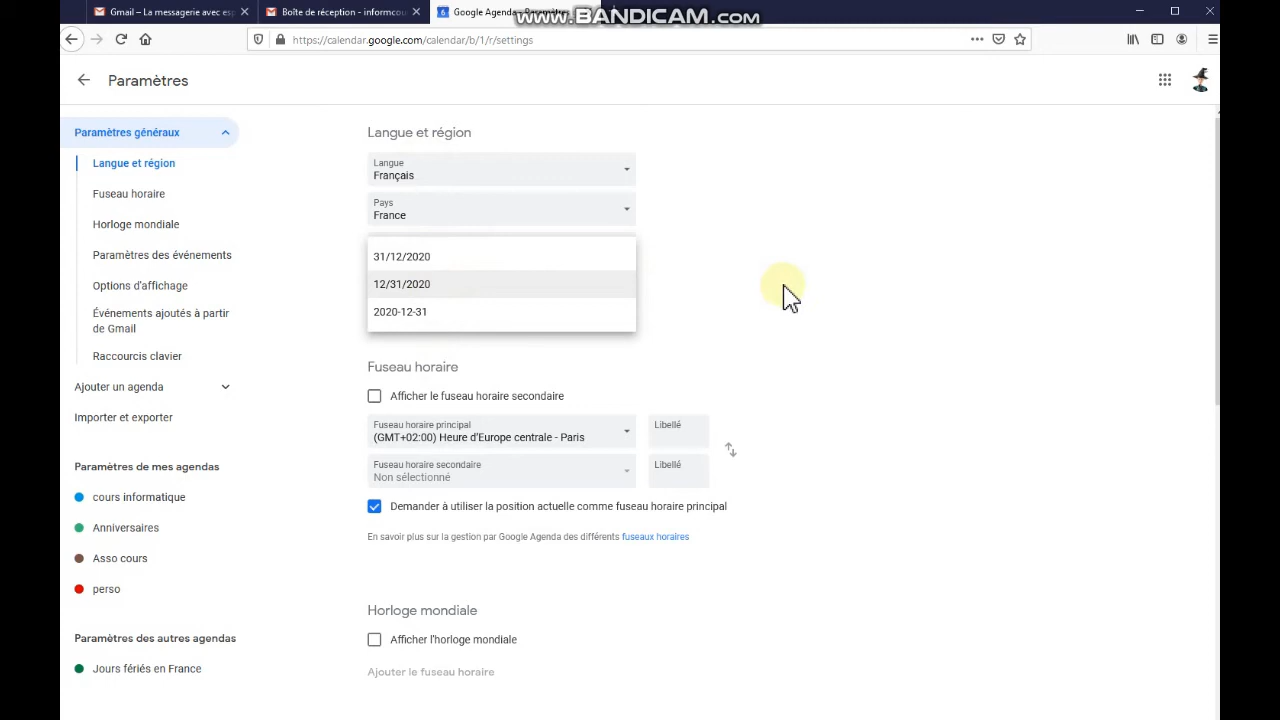 Gmail – La messagerie avec esp
Boîte de réception - informcour
Google Agenda - Paramètres
www.BANDICAM.com
https://calendar.google.com/calendar/b/1/r/settings
Paramètres
Paramètres généraux
Langue et région
Fuseau horaire
Horloge mondiale
Paramètres des événements
Options d'affichage
Événements ajoutés à partir
de Gmail
Raccourcis clavier
Ajouter un agenda
Importer et exporter
Paramètres de mes agendas
cours informatique
Anniversaires
Asso cours
perso
Paramètres des autres agendas
Jours fériés en France
Langue et région
Langue
Français
Pays
France
31/12/2020
12/31/2020
2020-12-31
Fuseau horaire
Afficher le fuseau horaire secondaire
Fuseau horaire principal
(GMT+02:00) Heure d'Europe centrale - Paris
Libellé
Fuseau horaire secondaire
Non sélectionné
Libellé
Demander à utiliser la position actuelle comme fuseau horaire principal
En savoir plus sur la gestion par Google Agenda des différents fuseaux horaires
Horloge mondiale
Afficher l'horloge mondiale
Ajouter le fuseau horaire